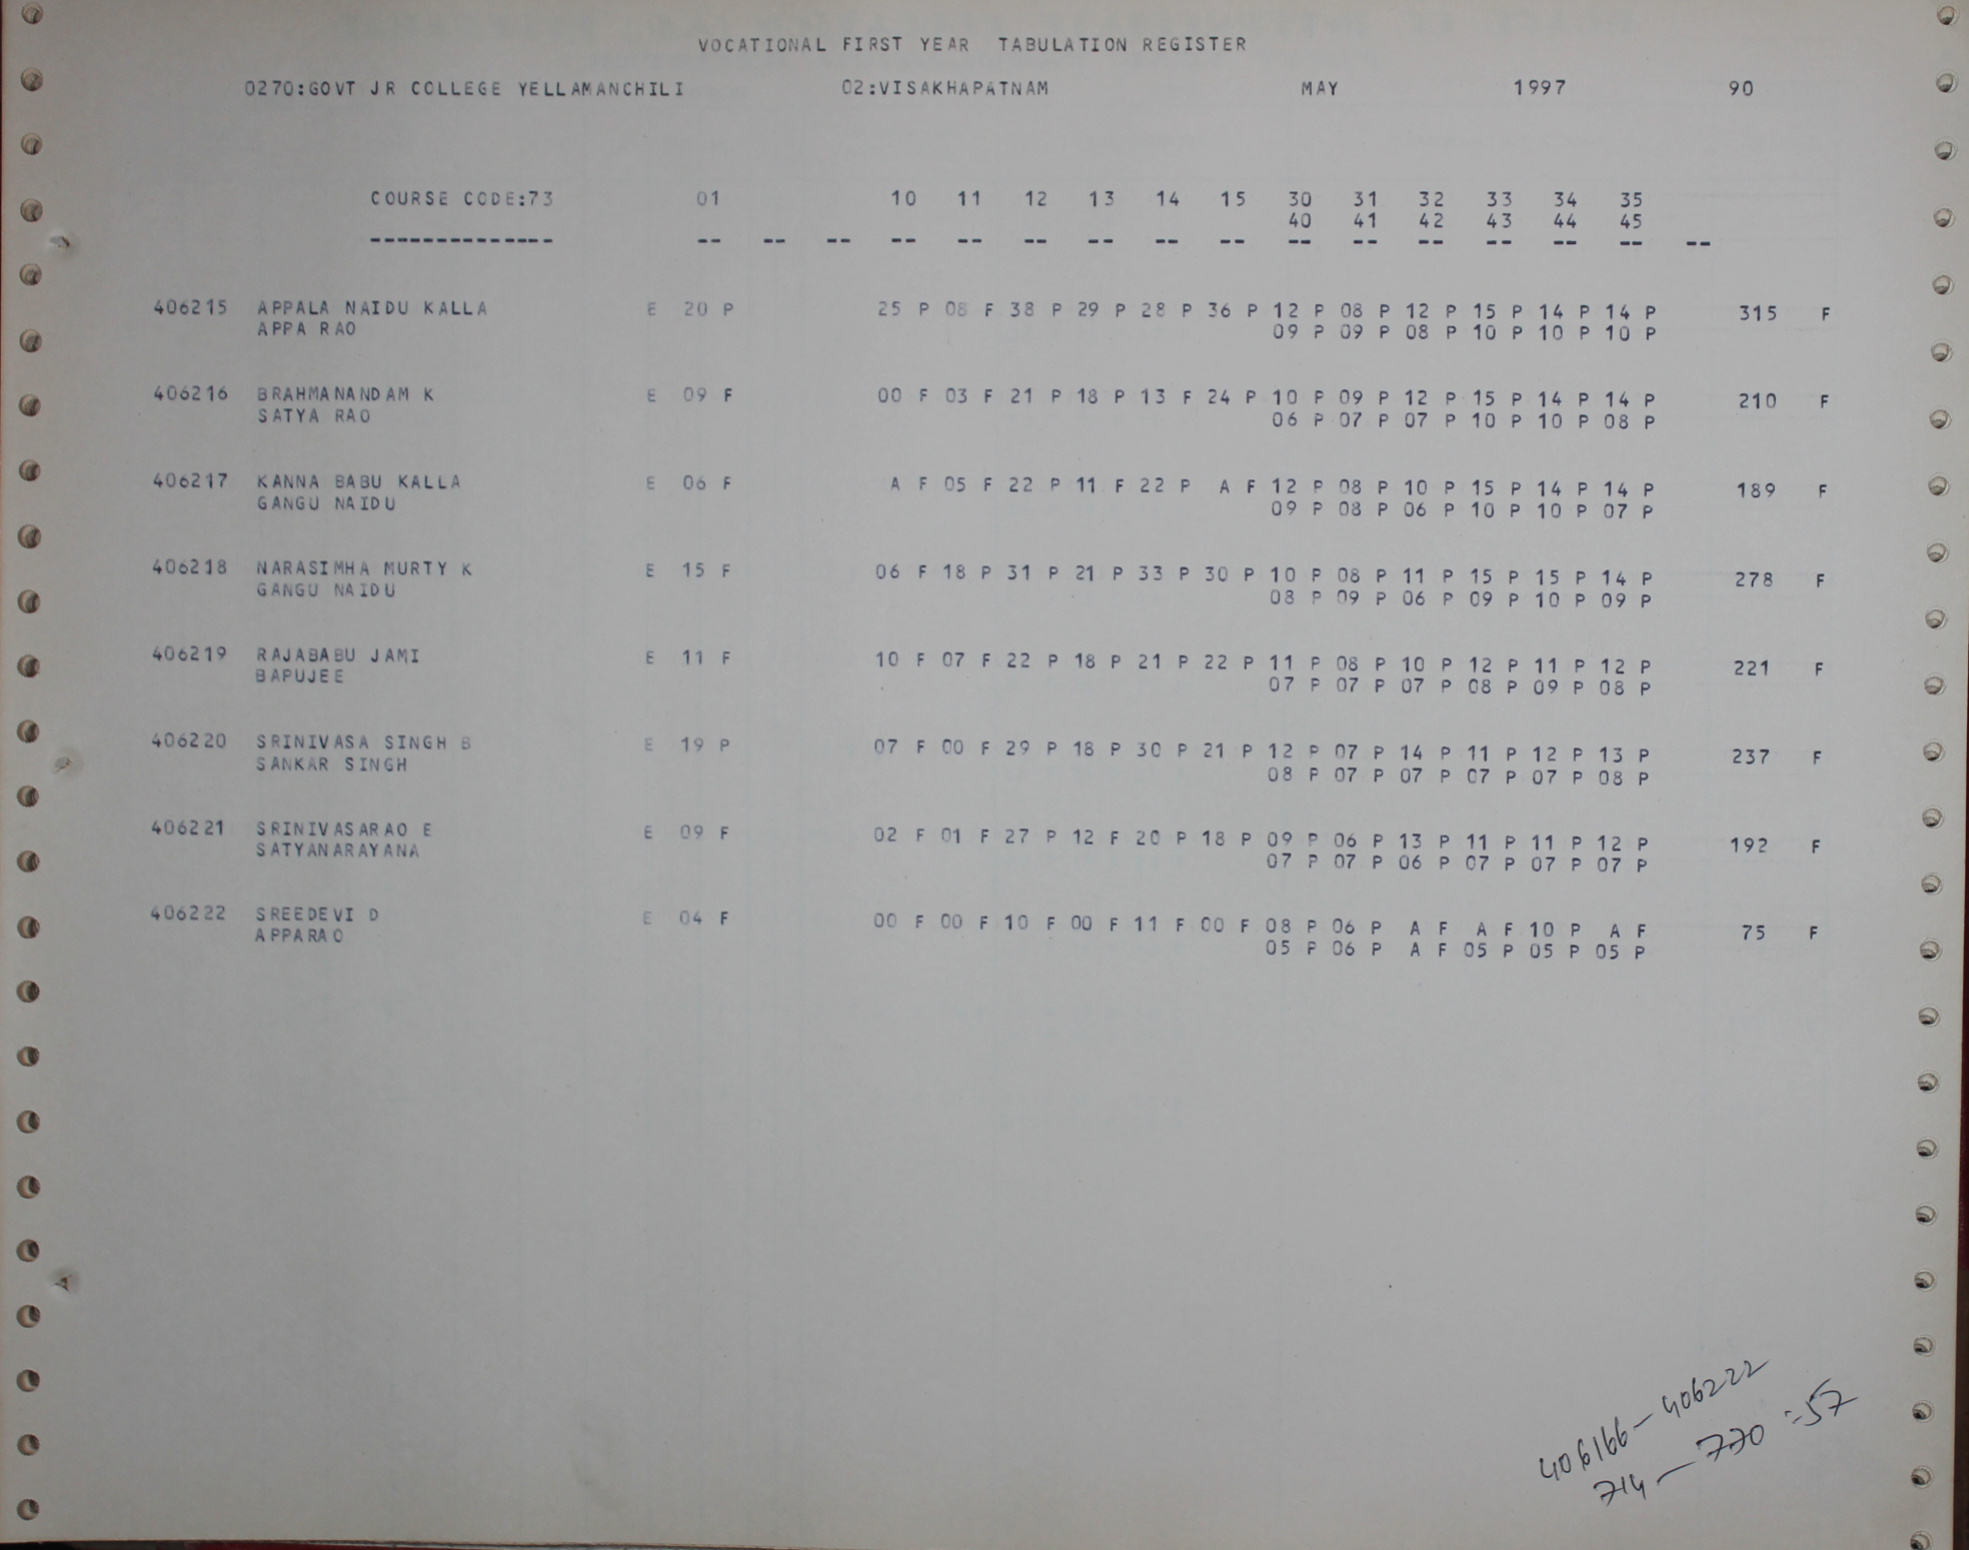 VOCATIONAL FIRST YEAR TABULATION REGISTER
0270:GOVT JR COLLEGE YELLAMANCHILI 02:VISAKHAPATNAM MAY 1997 90
COURSE CODE:73 01 10 11 12 13 14 15 30 31 32 33 34 35
40 41 42 43 44 45
-------------- -- -- -- -- -- -- -- -- -- -- -- -- -- -- -- --
406215 APPALA NAIDU KALLA E 20 P 25 P 08 F 38 P 29 P 28 P 36 P 12 P 08 P 12 P 15 P 14 P 14 P 315 F
APPA RAO 09 P 09 P 08 P 10 P 10 P 10 P
406216 BRAHMANANDAM K E 09 F 00 F 03 F 21 P 18 P 13 F 24 P 10 P 09 P 12 P 15 P 14 P 14 P 210 F
SATYA RAO 06 P 07 P 07 P 10 P 10 P 08 P
406217 KANNA BABU KALLA E 06 F A F 05 F 22 P 11 F 22 P A F 12 P 08 P 10 P 15 P 14 P 14 P 189 F
GANGU NAIDU 09 P 08 P 06 P 10 P 10 P 07 P
406218 NARASIMHA MURTY K E 15 F 06 F 18 P 31 P 21 P 33 P 30 P 10 P 08 P 11 P 15 P 15 P 14 P 278 F
GANGU NAIDU 08 P 09 P 06 P 09 P 10 P 09 P
406219 RAJABABU JAMI E 11 F 10 F 07 F 22 P 18 P 21 P 22 P 11 P 08 P 10 P 12 P 11 P 12 P 221 F
BAPUJEE 07 P 07 P 07 P 08 P 09 P 08 P
406220 SRINIVASA SINGH B E 19 P 07 F 00 F 29 P 18 P 30 P 21 P 12 P 07 P 14 P 11 P 12 P 13 P 237 F
SANKAR SINGH 08 P 07 P 07 P 07 P 07 P 08 P
406221 SRINIVASARAO E E 09 F 02 F 01 F 27 P 12 F 20 P 18 P 09 P 06 P 13 P 11 P 11 P 12 P 192 F
SATYANARAYANA 07 P 07 P 06 P 07 P 07 P 07 P
406222 SREEDEVI D E 04 F 00 F 00 F 10 F 00 F 11 F 00 F 08 P 06 P A F A F 10 P A F 75 F
APPARAO 05 P 06 P A F 05 P 05 P 05 P
406166 - 406222
714 - 770 = 57